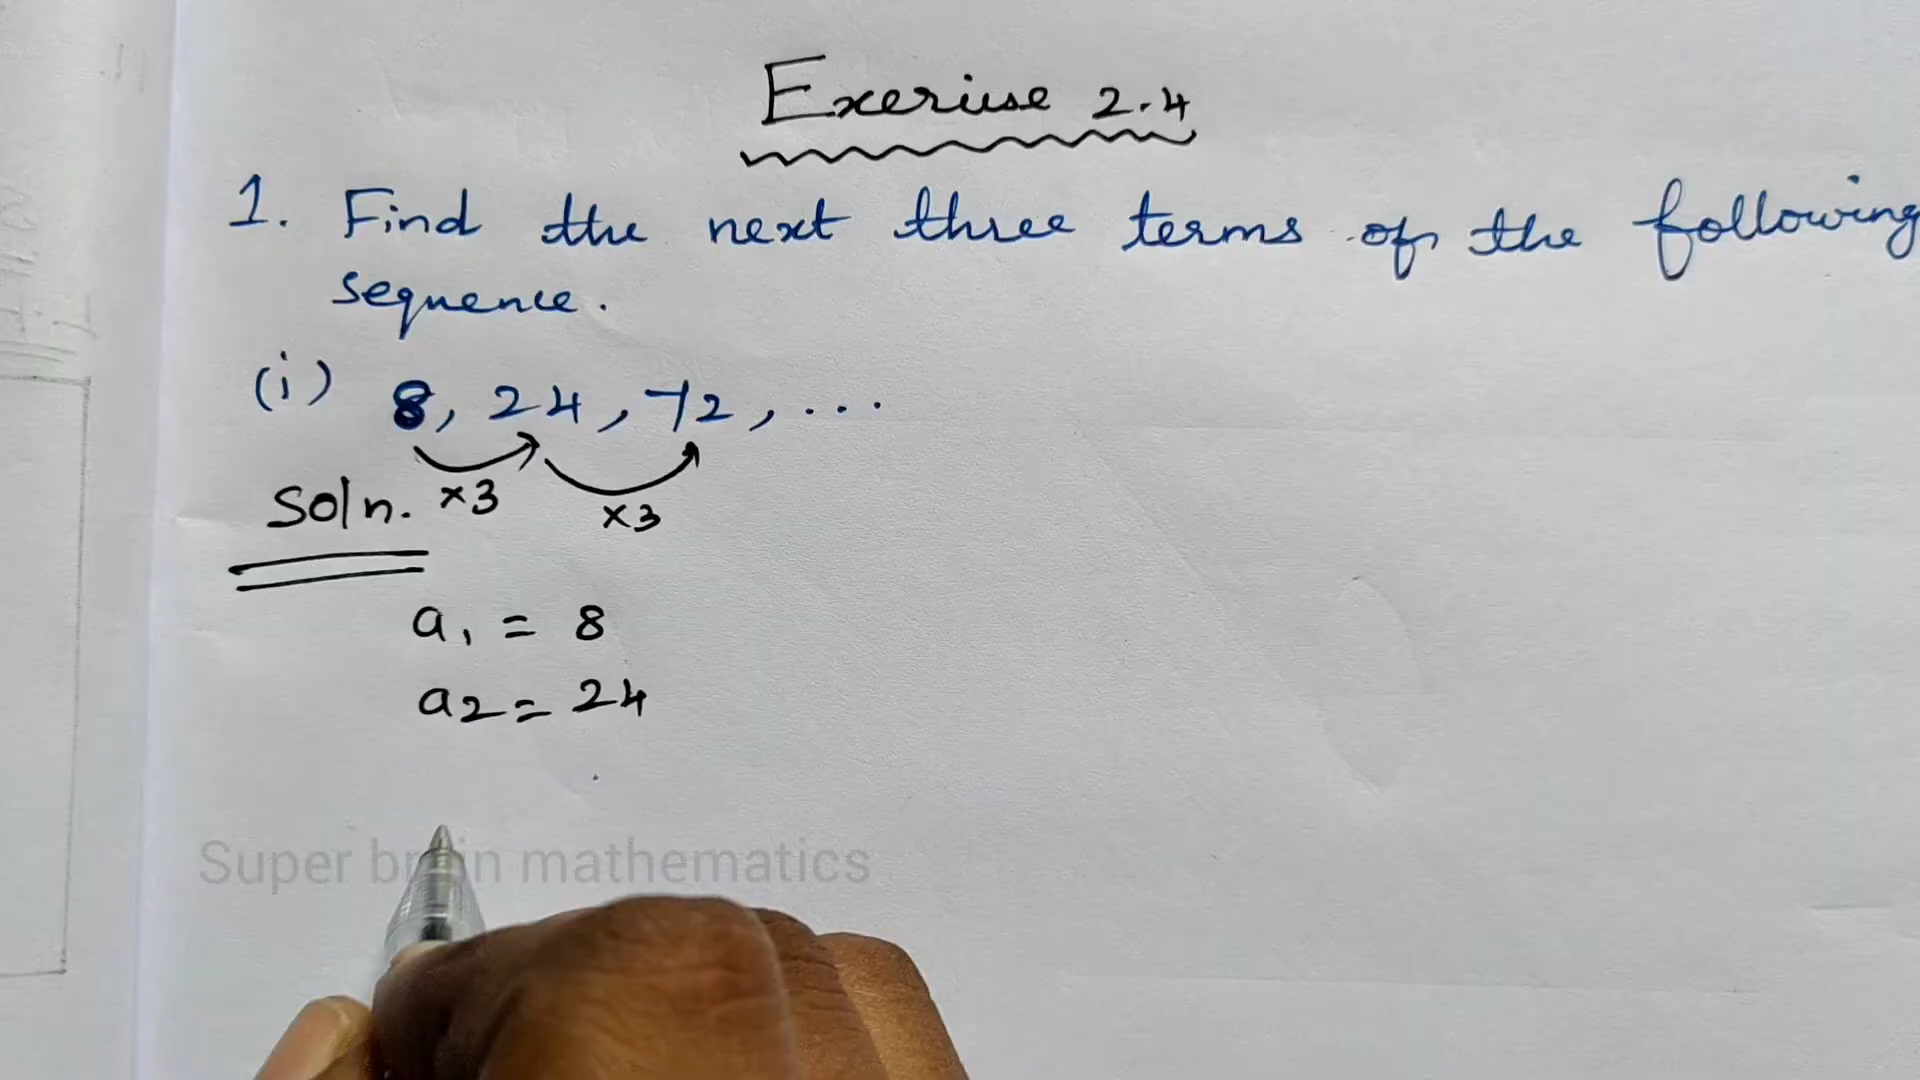 Exercise 2.4
1. Find the next three terms of the following
sequence.
(i) 8, 24, 72, ...
×3 ×3
Soln.
a₁ = 8
a₂ = 24
Super brain mathematics